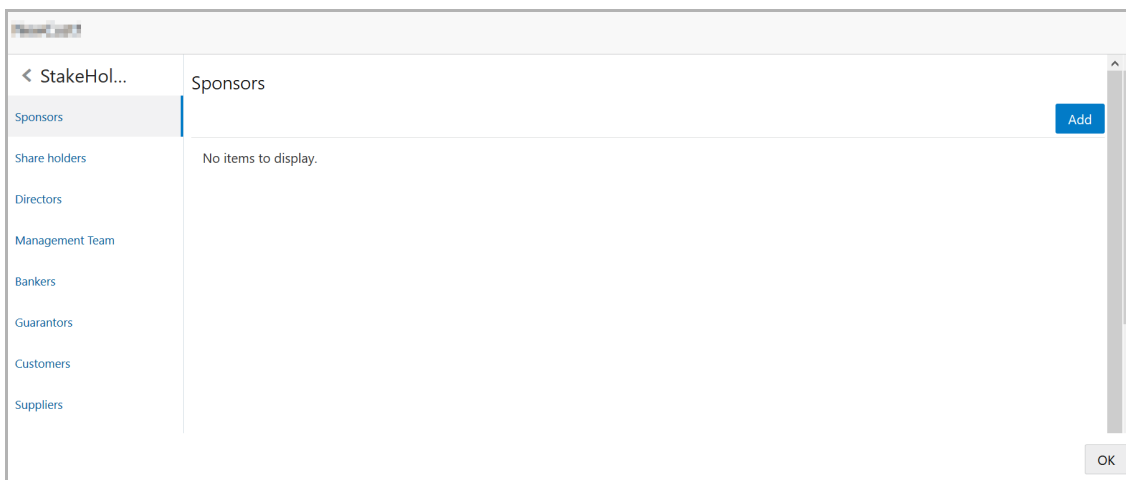 StakeHol...
Sponsors
Share holders
Directors
Management Team
Bankers
Guarantors
Customers
Suppliers
Sponsors
Add
No items to display.
OK